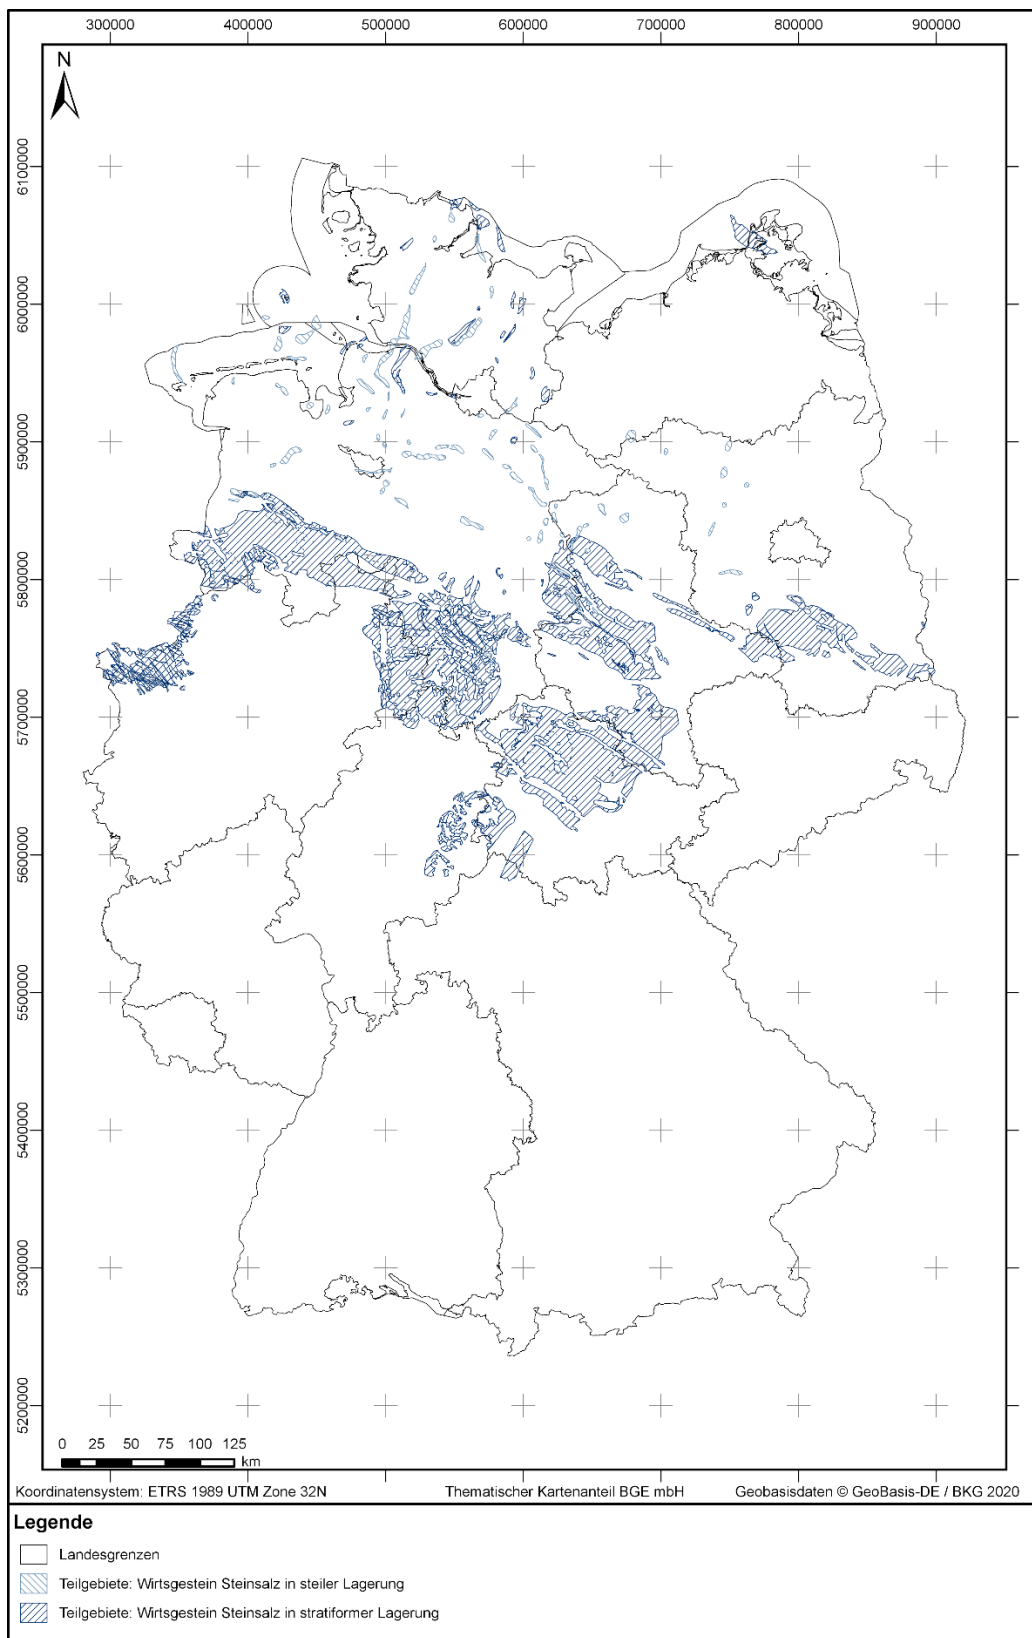 300000 400000 500000 600000 700000 800000 900000
N
6100000
6000000
5900000
5800000
5700000
5600000
5500000
5400000
5300000
5200000
0 25 50 75 100 125
km
Koordinatensystem: ETRS 1989 UTM Zone 32N Thematischer Kartenanteil BGE mbH Geobasisdaten © GeoBasis-DE / BKG 2020
Legende
Landesgrenzen
Teilgebiete: Wirtsgestein Steinsalz in steiler Lagerung
Teilgebiete: Wirtsgestein Steinsalz in stratiformer Lagerung